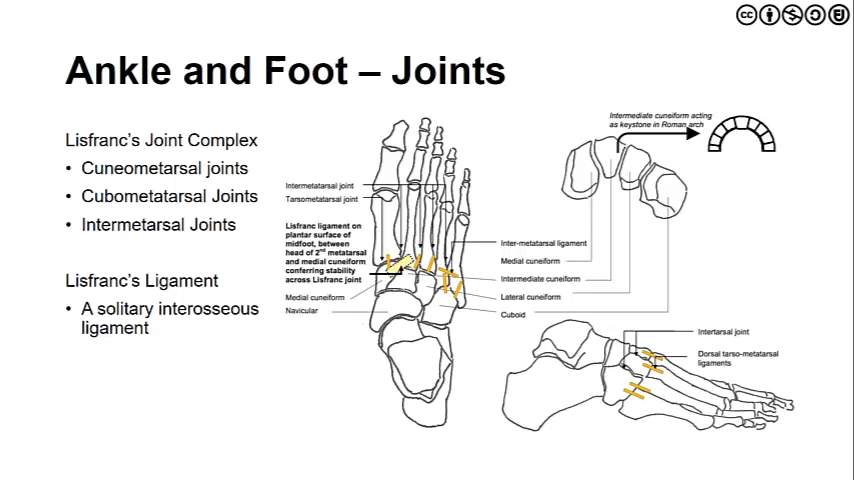 Ankle and Foot – Joints
Lisfranc's Joint Complex
• Cuneometarsal joints
• Cubometatarsal Joints
• Intermetarsal Joints
Lisfranc's Ligament
• A solitary interosseous
ligament
Intermetatarsal joint
Tarsometatarsal joint
Lisfranc ligament on
plantar surface of
midfoot, between
head of 2nd metatarsal
and medial cuneiform
conferring stability
across Lisfranc joint
Medial cuneiform
Navicular
Intermediate cuneiform acting
as keystone in Roman arch
Inter-metatarsal ligament
Medial cuneiform
Intermediate cuneiform
Lateral cuneiform
Cuboid
Intertarsal joint
Dorsal tarso-metatarsal
ligaments